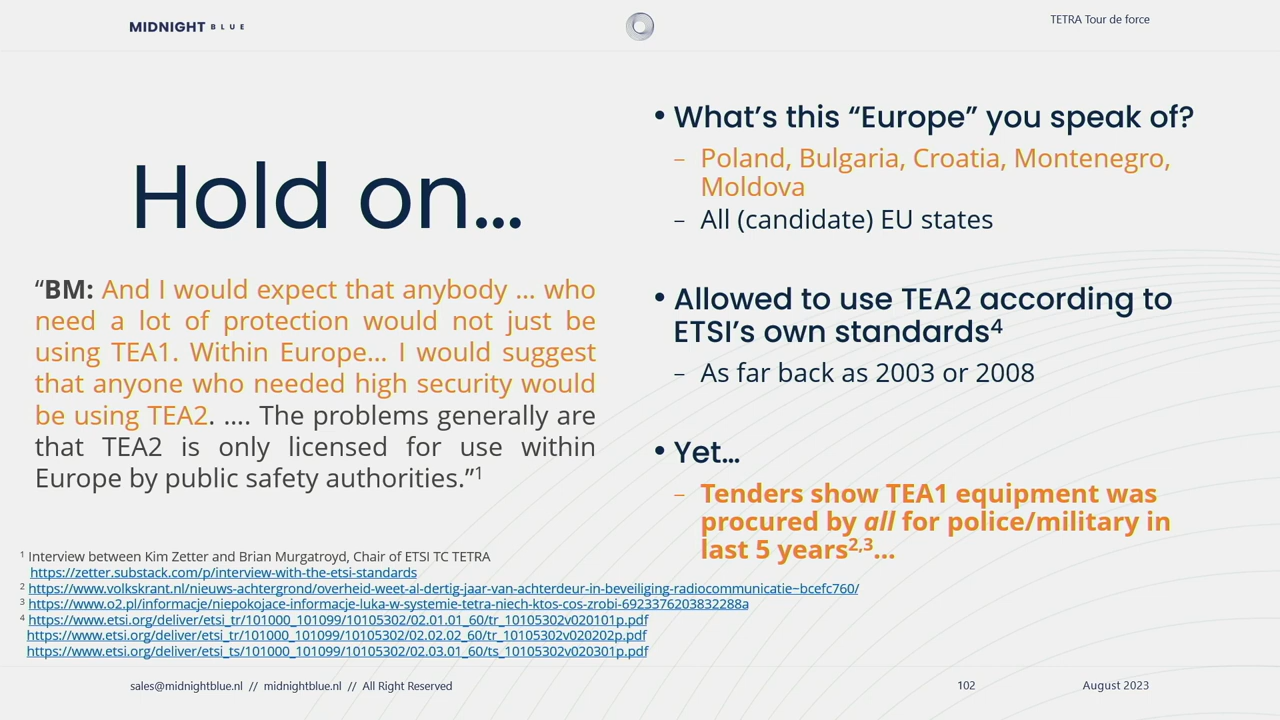 MIDNIGHT BLUE
TETRA Tour de force
Hold on…
“BM: And I would expect that anybody … who
need a lot of protection would not just be
using TEA1. Within Europe… I would suggest
that anyone who needed high security would
be using TEA2. …. The problems generally are
that TEA2 is only licensed for use within
Europe by public safety authorities.”1
• What’s this “Europe” you speak of?
– Poland, Bulgaria, Croatia, Montenegro,
Moldova
– All (candidate) EU states
• Allowed to use TEA2 according to
ETSI’s own standards4
– As far back as 2003 or 2008
• Yet…
– Tenders show TEA1 equipment was
procured by all for police/military in
last 5 years2,3…
1 Interview between Kim Zetter and Brian Murgatroyd, Chair of ETSI TC TETRA
https://zetter.substack.com/p/interview-with-the-etsi-standards
2 https://www.volkskrant.nl/nieuws-achtergrond/overheid-weet-al-dertig-jaar-van-achterdeur-in-beveiliging-radiocommunicatie~bcefc760/
3 https://www.o2.pl/informacje/niepokojace-informacje-luka-w-systemie-tetra-niech-ktos-cos-zrobi-6923376203832288a
4 https://www.etsi.org/deliver/etsi_tr/101000_101099/10105302/02.01.01_60/tr_10105302v020101p.pdf
https://www.etsi.org/deliver/etsi_tr/101000_101099/10105302/02.02.02_60/tr_10105302v020202p.pdf
https://www.etsi.org/deliver/etsi_ts/101000_101099/10105302/02.03.01_60/ts_10105302v020301p.pdf
sales@midnightblue.nl // midnightblue.nl // All Right Reserved
102
August 2023